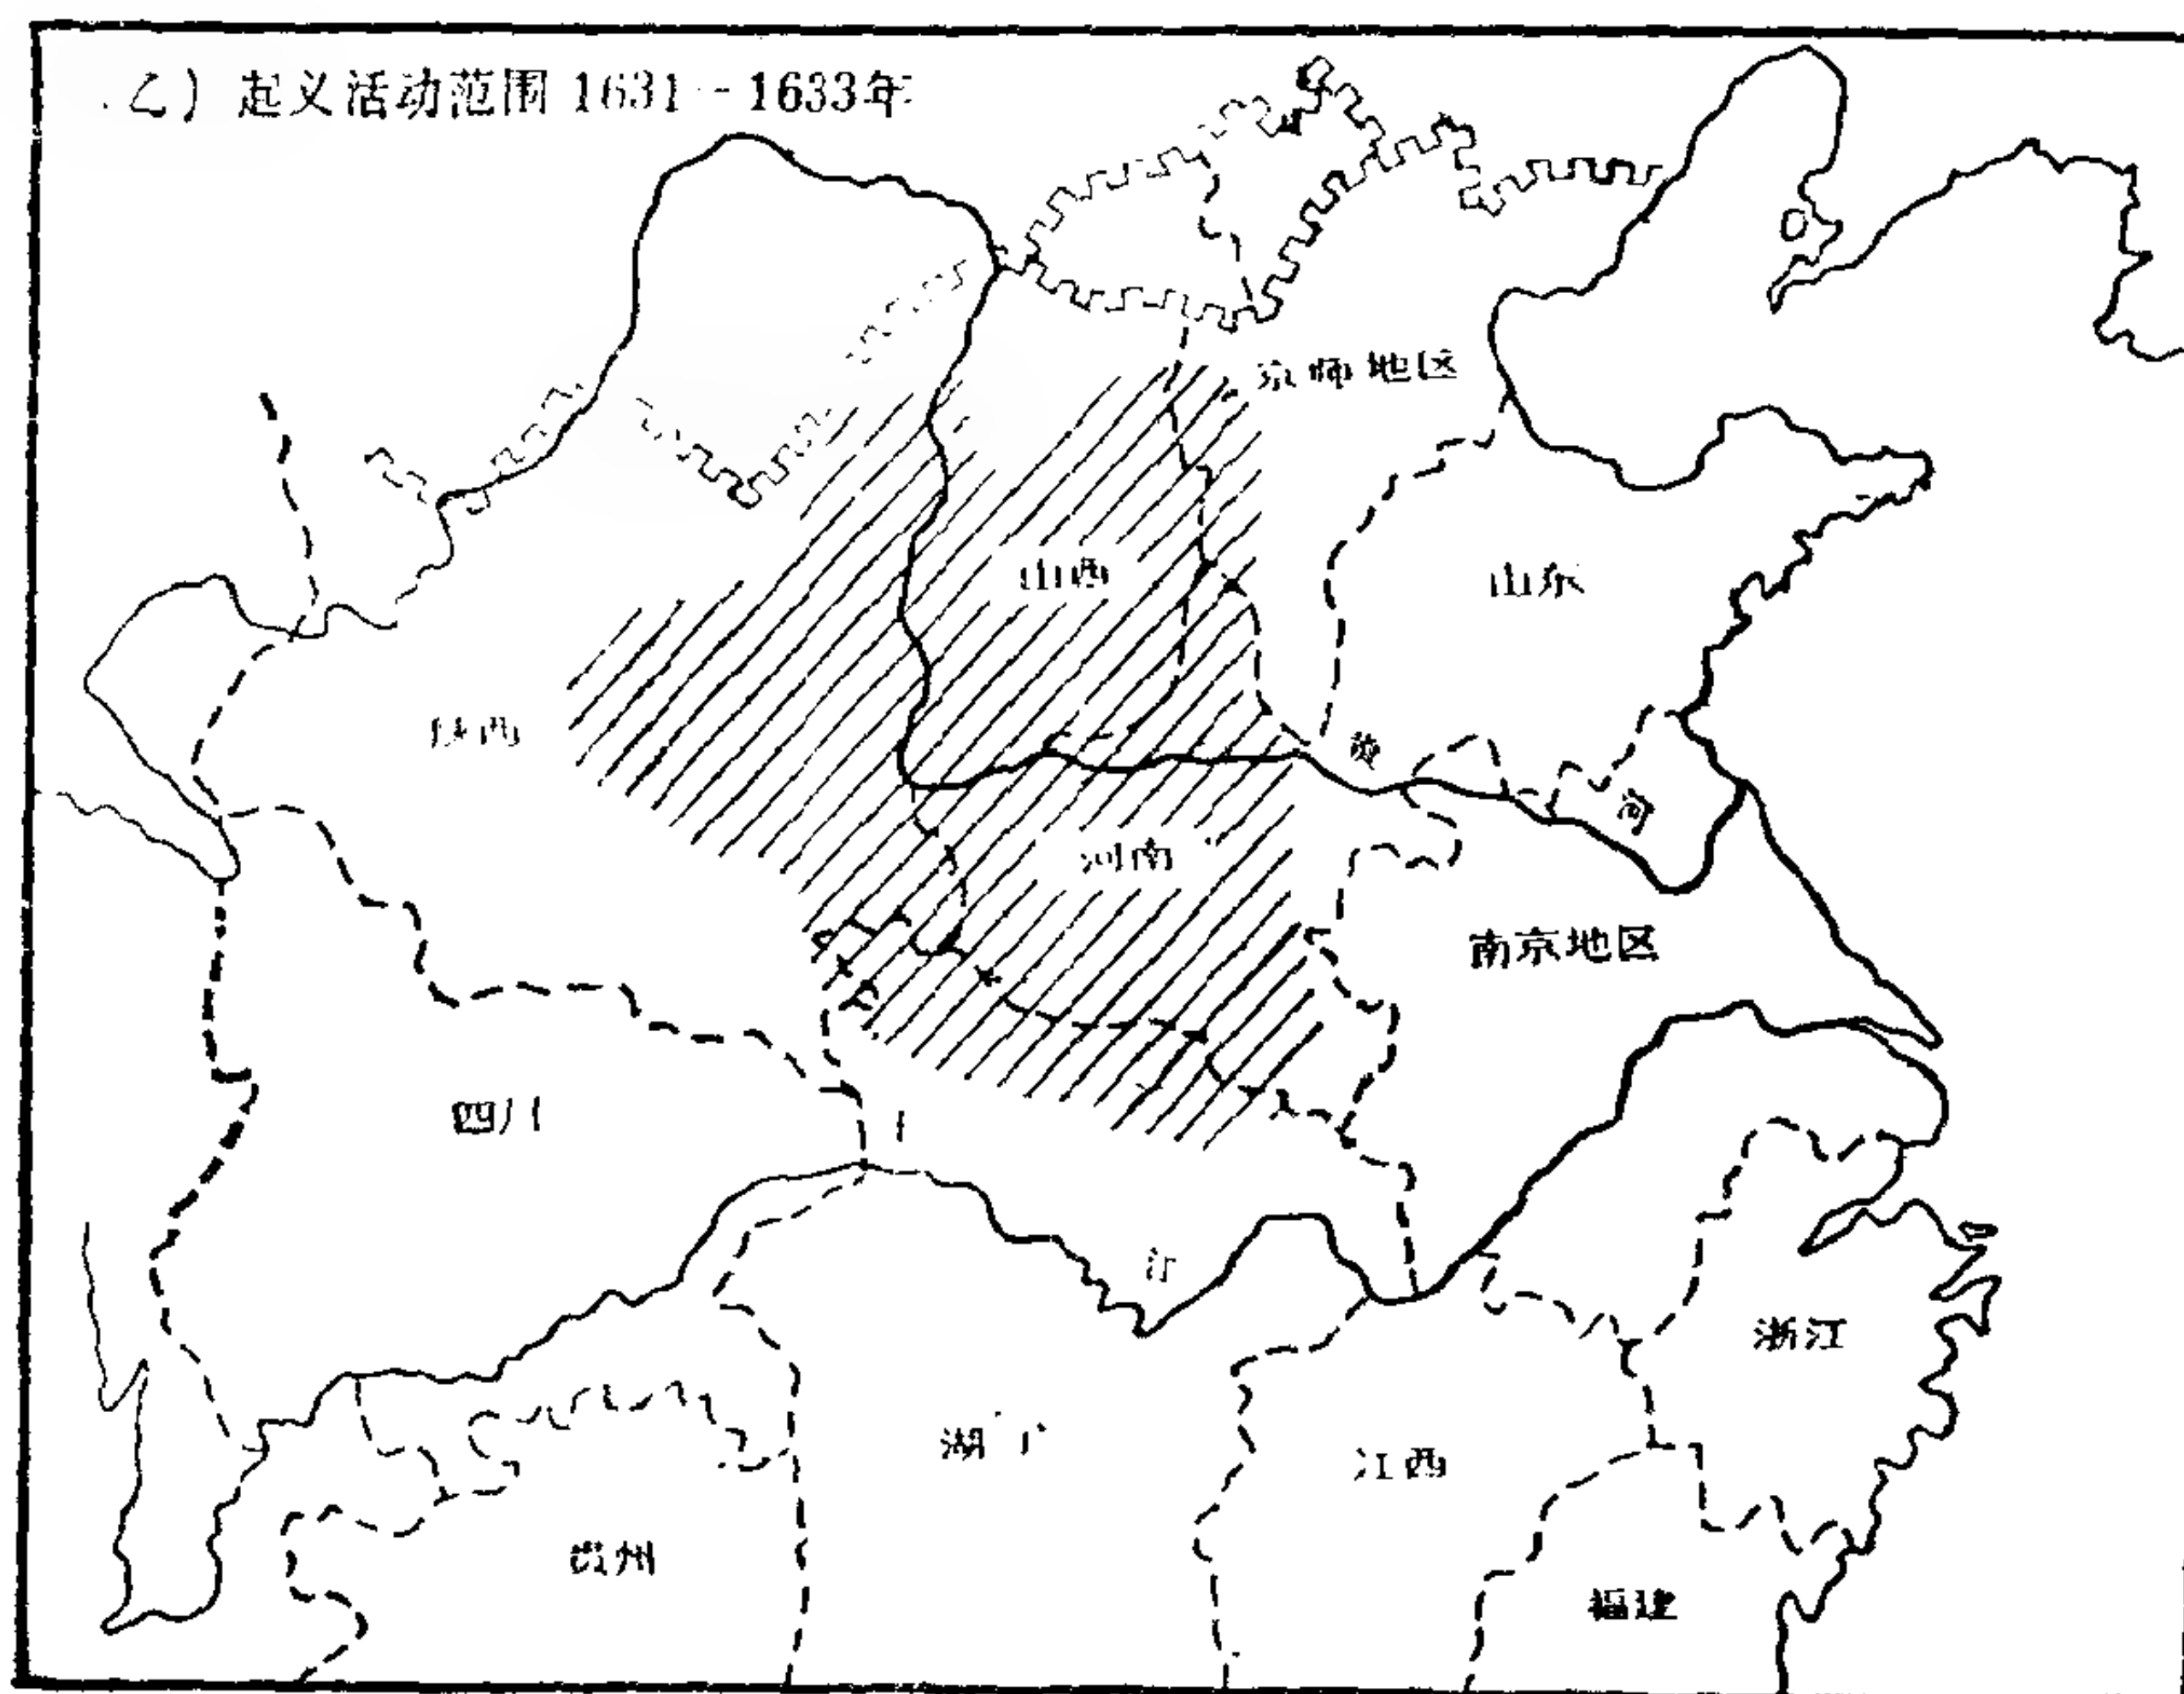 乙) 起义活动范围 1631--1633年
京师地区
山西
山东
陕西
黄
河
河南
南京地区
四川
江
浙江
湖广
江西
贵州
福建